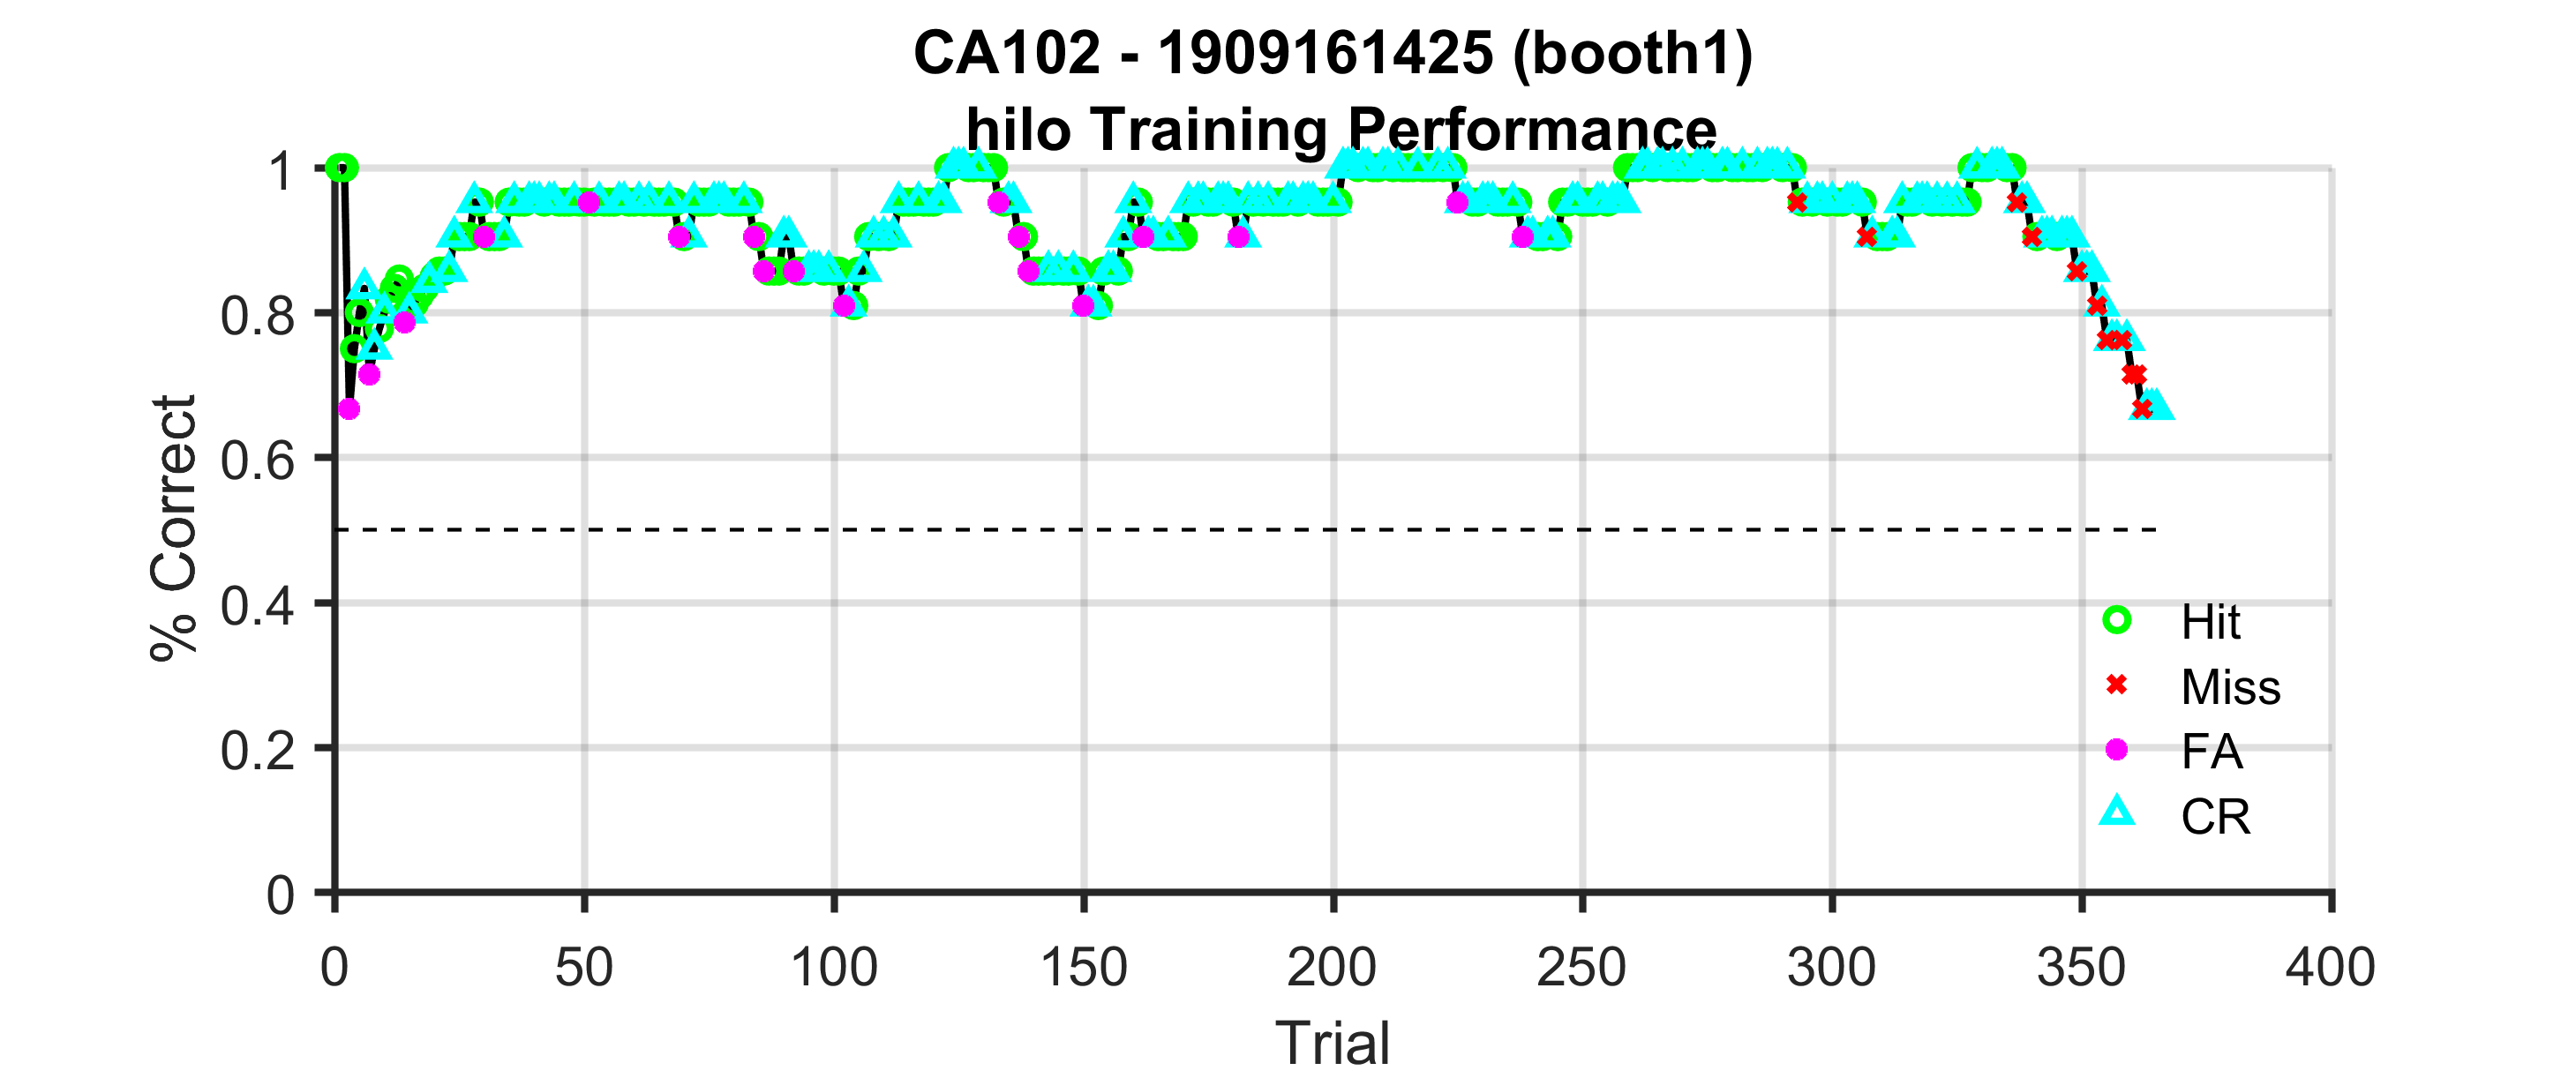 CA102 - 1909161425 (booth1)
hilo Training Performance
% Correct
1
0.8
0.6
0.4
0.2
0
Hit
Miss
FA
CR
0 50 100 150 200 250 300 350 400
Trial